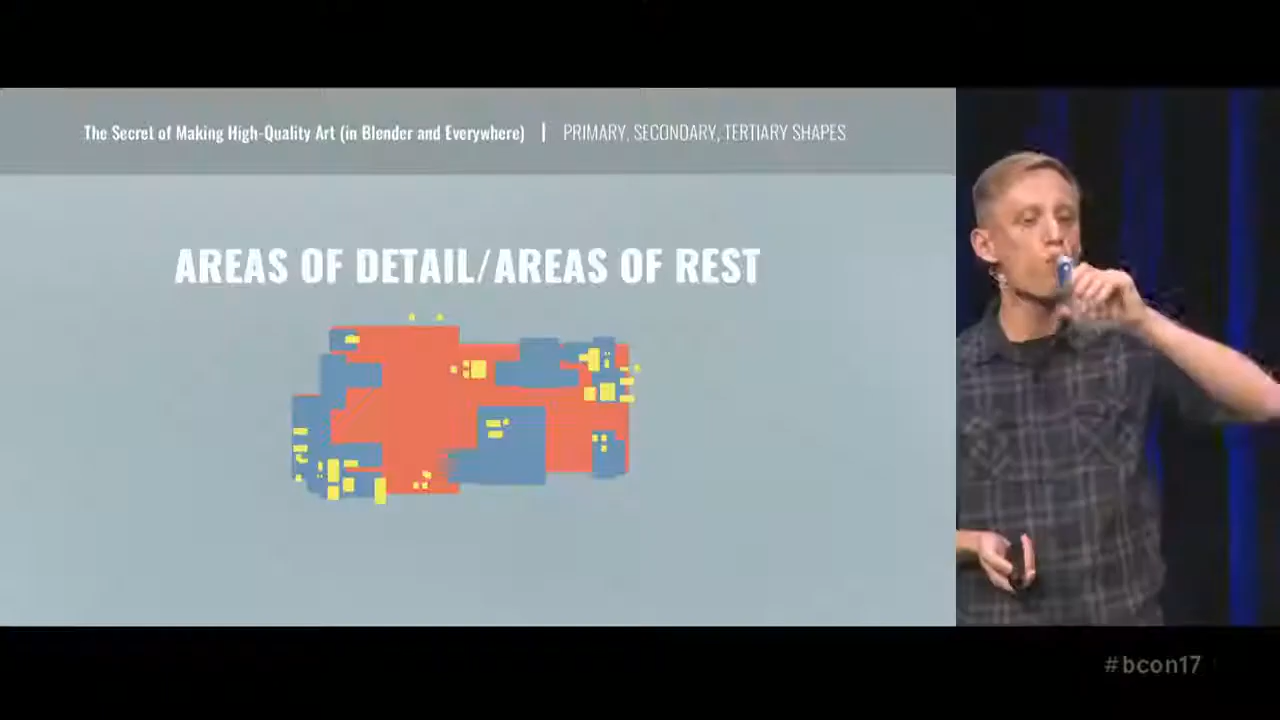 The Secret of Making High-Quality Art (in Blender and Everywhere) | PRIMARY, SECONDARY, TERTIARY SHAPES
AREAS OF DETAIL/AREAS OF REST
#bcon17